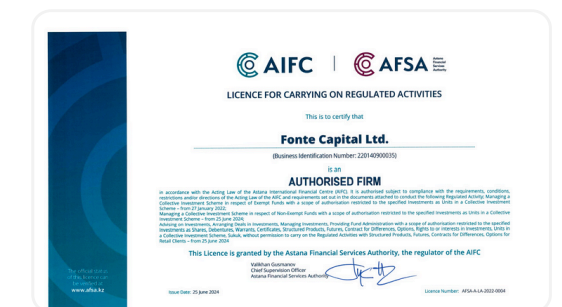 AIFC
AFSA Astana Financial Services Authority
LICENCE FOR CARRYING ON REGULATED ACTIVITIES
This is to certify that
Fonte Capital Ltd.
(Business Identification Number: 220140900035)
is an
AUTHORISED FIRM
in accordance with the Acting Law of the Astana International Financial Centre (AIFC). It is authorised subject to compliance with the requirements, conditions,
restrictions and/or directions of the Acting Law of the AIFC and requirements set out in the documents attached to conduct the following Regulated Activity: Managing a
Collective Investment Scheme in respect of Exempt Funds with a scope of authorisation restricted to the specified Investments as Units in a Collective Investment
Scheme – from 27 January 2022;
Managing a Collective Investment Scheme in respect of Non-Exempt Funds with a scope of authorisation restricted to the specified Investments as Units in a Collective
Investment Scheme – from 25 June 2024;
Advising on Investments, Arranging Deals in Investments, Managing Investments, Providing Fund Administration with a scope of authorisation restricted to the specified
Investments as Shares, Debentures, Warrants, Certificates, Structured Products, Futures, Contract for Differences, Options, Rights to or interests in Investments, Units in
a Collective Investment Scheme, Sukuk, without permission to carry on the Regulated Activities with Structured Products, Futures, Contracts for Differences, Options for
Retail Clients – from 25 June 2024
This Licence is granted by the Astana Financial Services Authority, the regulator of the AIFC
Valikhan Gusmanov
Chief Supervision Officer
Astana Financial Services Authority
The official status
of this licence can
be verified at
www.afsa.kz
Issue Date: 25 June 2024
Licence Number: AFSA-A-LA-2022-0004